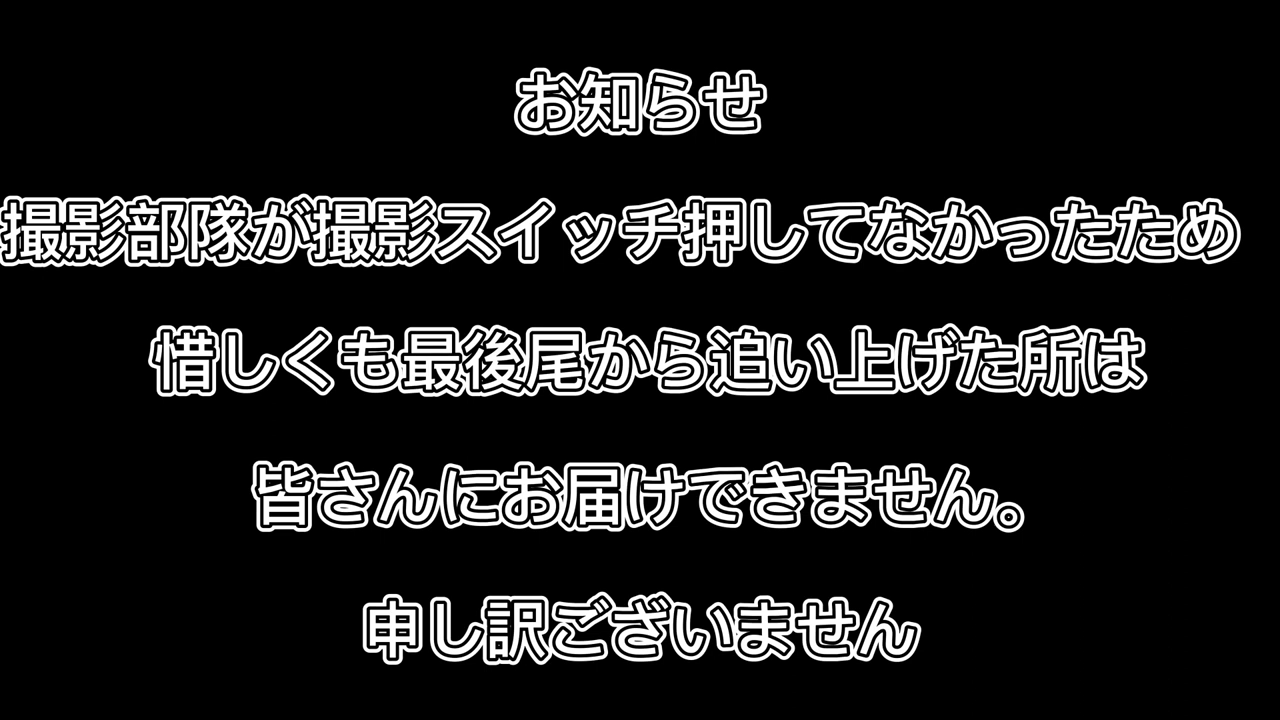 お知らせ
撮影部隊が撮影スイッチ押してなかったため
惜しくも最後尾から追い上げた所は
皆さんにお届けできません。
申し訳ございません